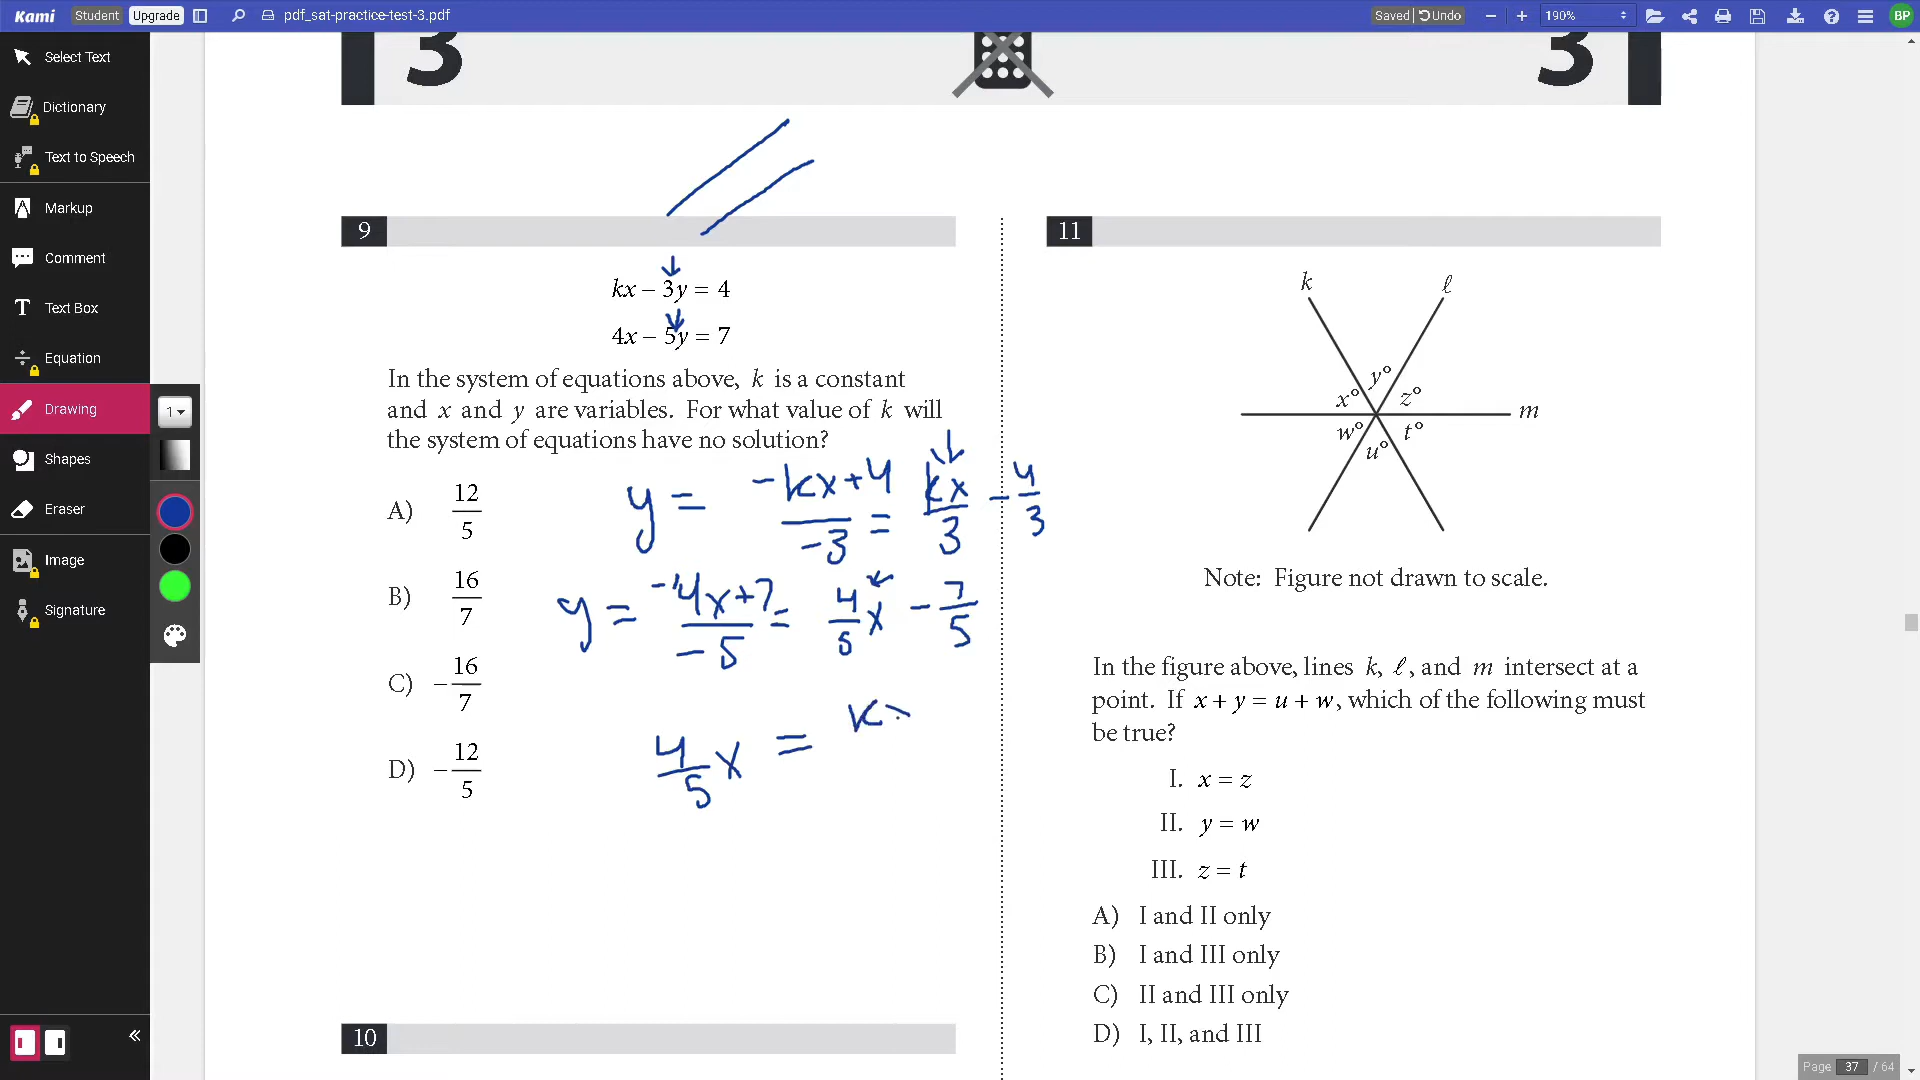 Kami Student Upgrade pdf_sat-practice-test-3.pdf Saved Undo 190% BP
Select Text
Dictionary
Text to Speech
Markup
Comment
Text Box
Equation
Drawing
Shapes
Eraser
Image
Signature
1
3 3
9
kx − 3y = 4
4x − 5y = 7
In the system of equations above, k is a constant
and x and y are variables. For what value of k will
the system of equations have no solution?
A) 12/5
B) 16/7
C) −16/7
D) −12/5
y = -kx+4/-3 = kx/3 - 4/3
y = -4x+7/-5 = 4/5 x - 7/5
4/5 x = kx
10
11
k ℓ
y°
x° z°
m
w° t°
u°
Note: Figure not drawn to scale.
In the figure above, lines k, ℓ, and m intersect at a
point. If x + y = u + w, which of the following must
be true?
I. x = z
II. y = w
III. z = t
A) I and II only
B) I and III only
C) II and III only
D) I, II, and III
Page 37 / 64